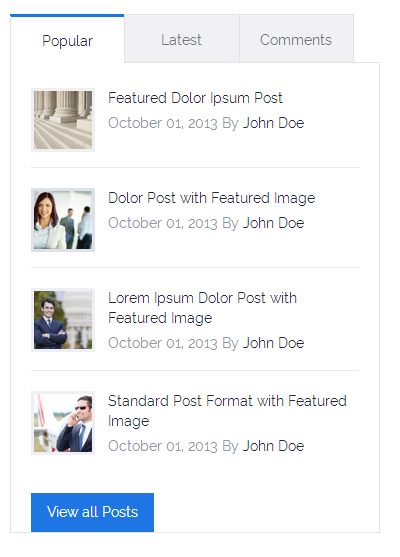 Popular
Latest
Comments
Featured Dolor Ipsum Post
October 01, 2013 By John Doe
Dolor Post with Featured Image
October 01, 2013 By John Doe
Lorem Ipsum Dolor Post with
Featured Image
October 01, 2013 By John Doe
Standard Post Format with Featured
Image
October 01, 2013 By John Doe
View all Posts